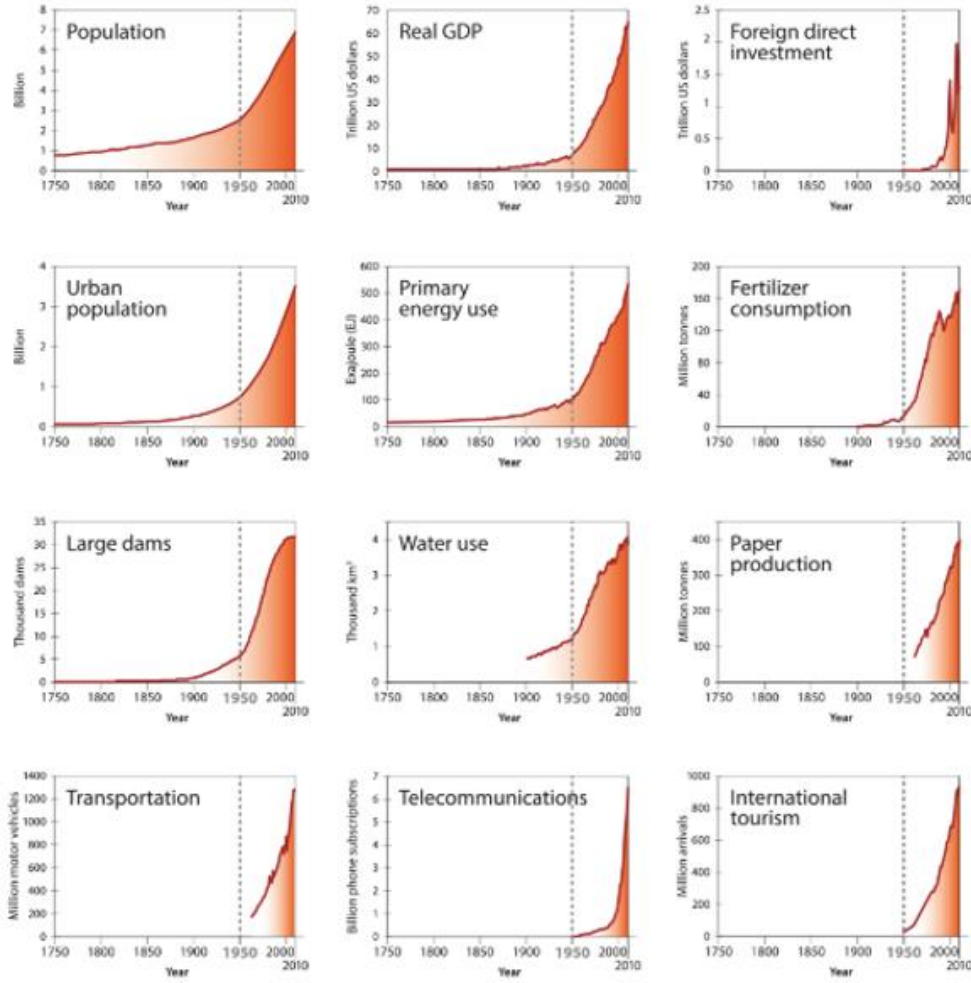 Population
Billion
8
7
6
5
4
3
2
1
0
1750 1800 1850 1900 1950 2000 2010
Year
Real GDP
Trillion US dollars
70
60
50
40
30
20
10
0
1750 1800 1850 1900 1950 2000 2010
Year
Foreign direct
investment
Trillion US dollars
2.5
2
1.5
1
0.5
0
1750 1800 1850 1900 1950 2000 2010
Year
Urban
population
Billion
4
3
2
1
0
1750 1800 1850 1900 1950 2000 2010
Year
Primary
energy use
Exajoule (EJ)
600
500
400
300
200
100
0
1750 1800 1850 1900 1950 2000 2010
Year
Fertilizer
consumption
Million tonnes
200
160
120
80
40
0
1750 1800 1850 1900 1950 2000 2010
Year
Large dams
Thousand dams
35
30
25
20
15
10
5
0
1750 1800 1850 1900 1950 2000 2010
Year
Water use
Thousand km³
4
3
2
1
0
1750 1800 1850 1900 1950 2000 2010
Year
Paper
production
Million tonnes
400
300
200
100
0
1750 1800 1850 1900 1950 2000 2010
Year
Transportation
Million motor vehicles
1400
1200
1000
800
600
400
200
0
1750 1800 1850 1900 1950 2000 2010
Year
Telecommunications
Billion phone subscriptions
7
6
5
4
3
2
1
0
1750 1800 1850 1900 1950 2000 2010
Year
International
tourism
Million arrivals
1000
800
600
400
200
0
1750 1800 1850 1900 1950 2000 2010
Year